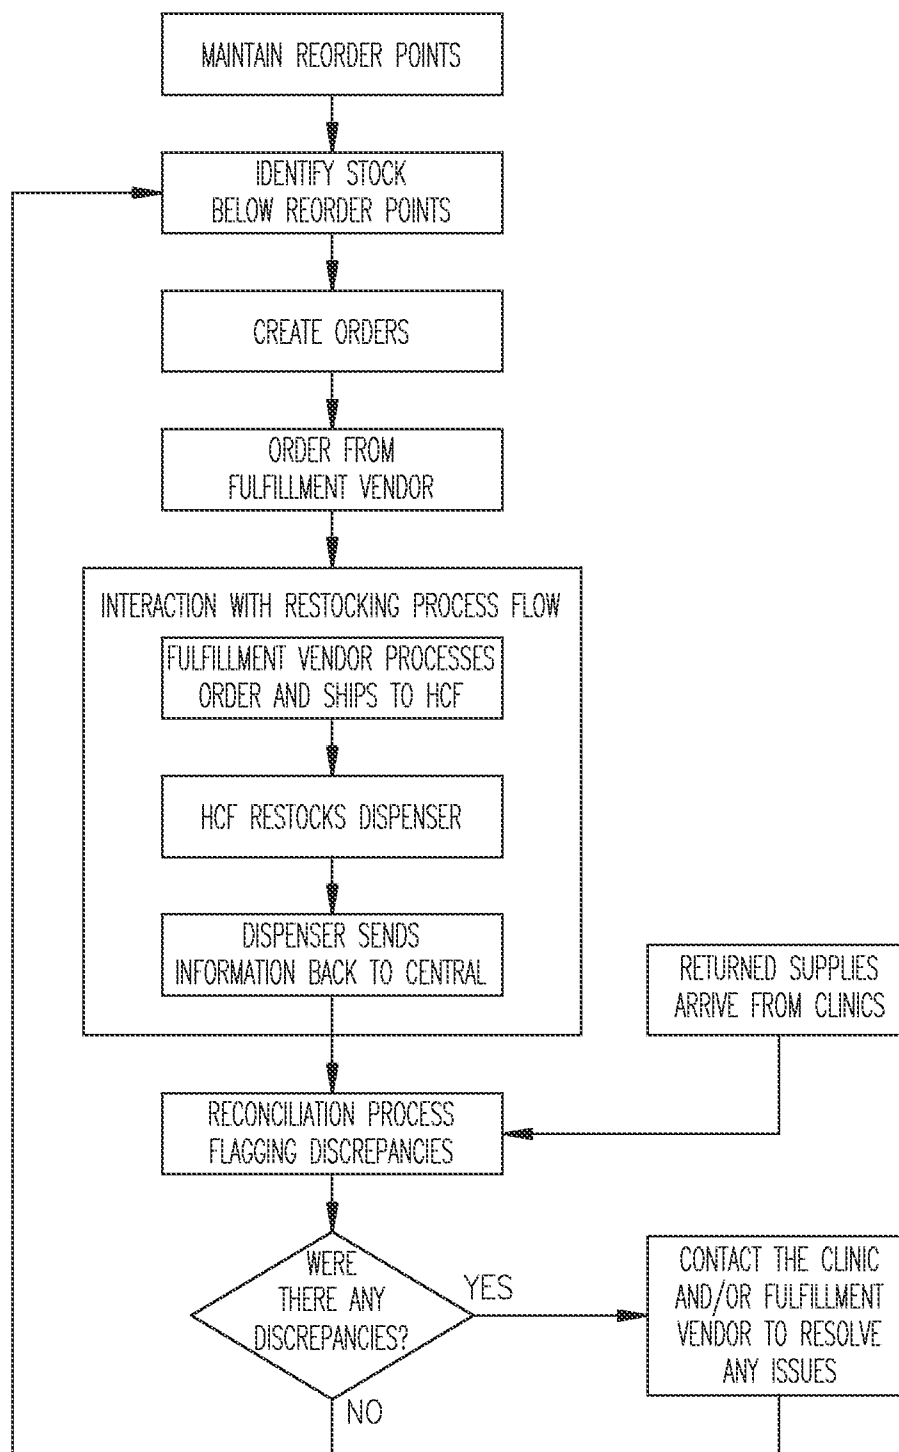 MAINTAIN REORDER POINTS
IDENTIFY STOCK
BELOW REORDER POINTS
CREATE ORDERS
ORDER FROM
FULFILLMENT VENDOR
INTERACTION WITH RESTOCKING PROCESS FLOW
FULFILLMENT VENDOR PROCESSES
ORDER AND SHIPS TO HCF
HCF RESTOCKS DISPENSER
DISPENSER SENDS
INFORMATION BACK TO CENTRAL
RETURNED SUPPLIES
ARRIVE FROM CLINICS
RECONCILIATION PROCESS
FLAGGING DISCREPANCIES
WERE
THERE ANY
DISCREPANCIES?
YES
CONTACT THE CLINIC
AND/OR FULFILLMENT
VENDOR TO RESOLVE
ANY ISSUES
NO